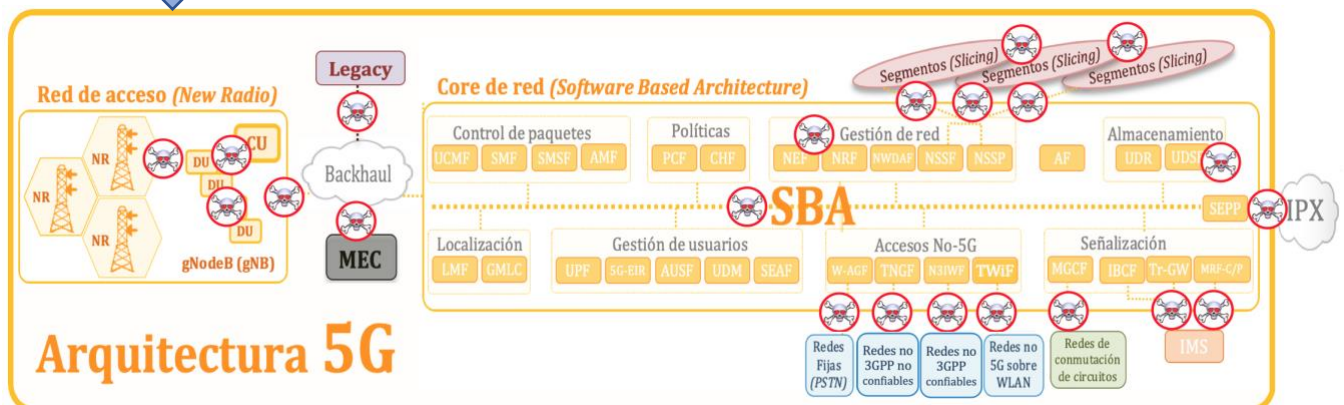 Legacy
Red de acceso (New Radio)
NR
NR
NR
DU
CU
DU
DU
gNodeB (gNB)
Backhaul
MEC
Core de red (Software Based Architecture)
Segmentos (Slicing)
Segmentos (Slicing)
Segmentos (Slicing)
Control de paquetes
UCMF SMF SMSF AMF
Políticas
PCF CHF
Gestión de red
NEF NRF NWDAF NSSF NSSP
AF
Almacenamiento
UDR UDS
SBA
SEPP
IPX
Localización
LMF GMLC
Gestión de usuarios
UPF 5G-EIR AUSF UDM SEAF
Accesos No-5G
W-AGF TNGF N3IWF TWiF
Señalización
MGCF IBCF Tr-GW MRF-C/P
Redes
Fijas
(PSTN)
Redes no
3GPP no
confiables
Redes no
3GPP
confiables
Redes no
5G sobre
WLAN
Redes de
conmutación
de circuitos
IMS
Arquitectura 5G